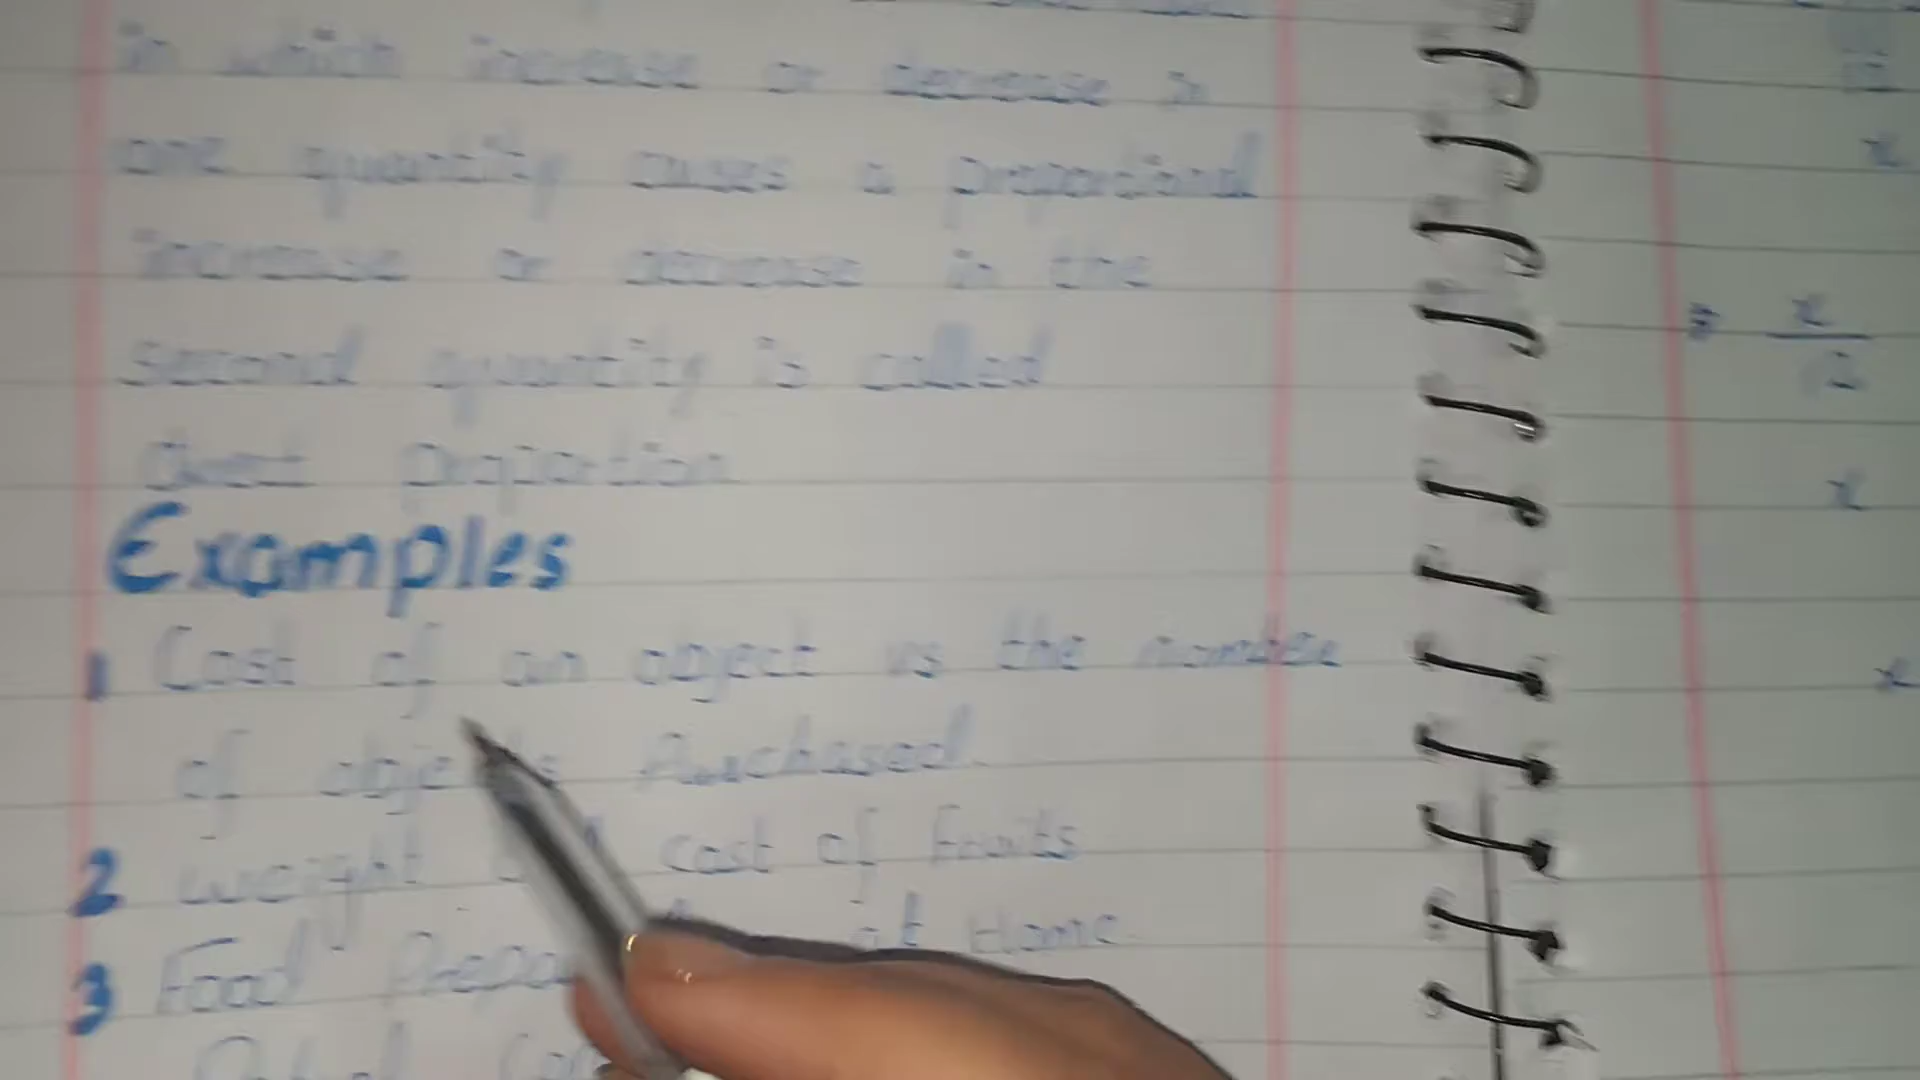 in which increase or decrease in
one quantity causes a proportional
increase or decrease in the
second quantity is called
direct proportion
Examples
1 Cost of an object vs the number
of objects Purchased.
2 weight cost of Fruits
3 Food at Home
x
x
12
x
x